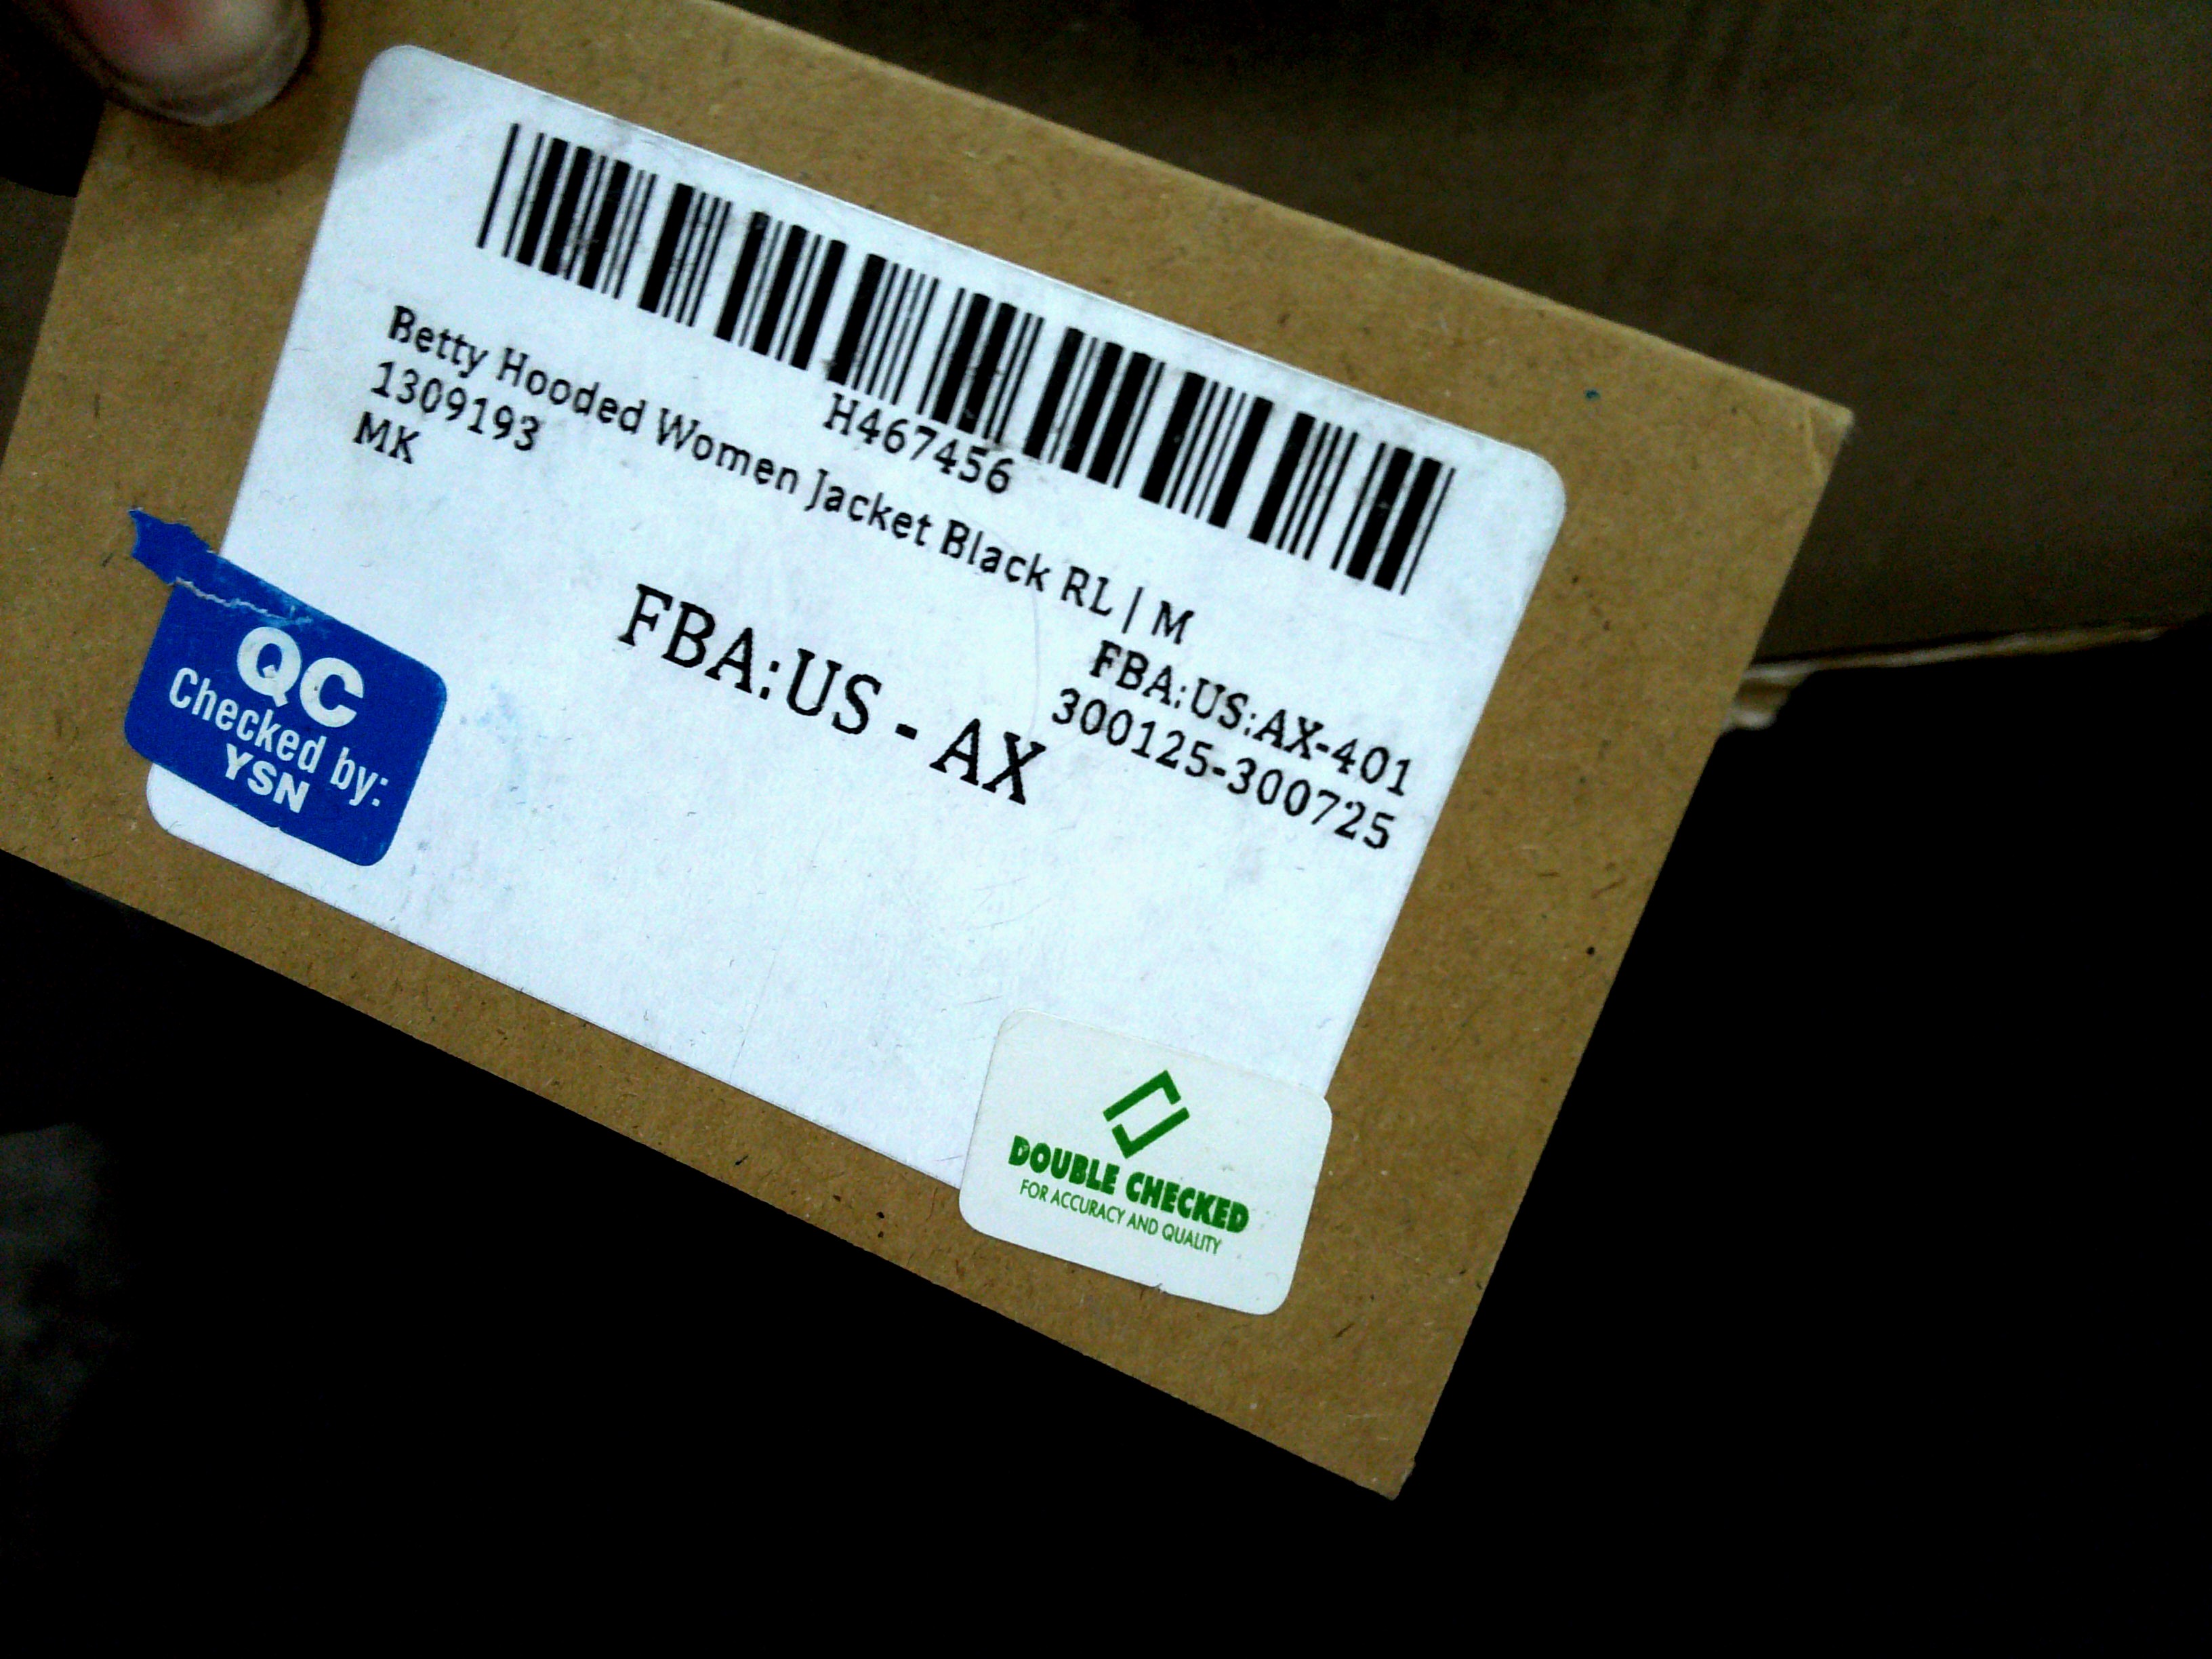 H467456
Betty Hooded Women Jacket Black RL | M
1309193
FBA:US:AX-401
MK
300125-300725
FBA:US - AX
QC
Checked by:
YSN
DOUBLE CHECKED
FOR ACCURACY AND QUALITY